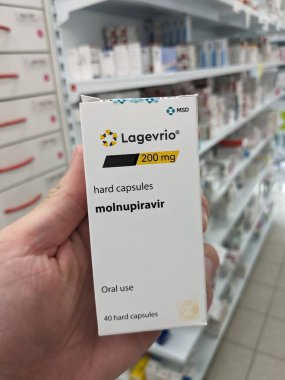 MSD
Lagevrio®
200 mg
hard capsules
molnupiravir
Oral use
40 hard capsules